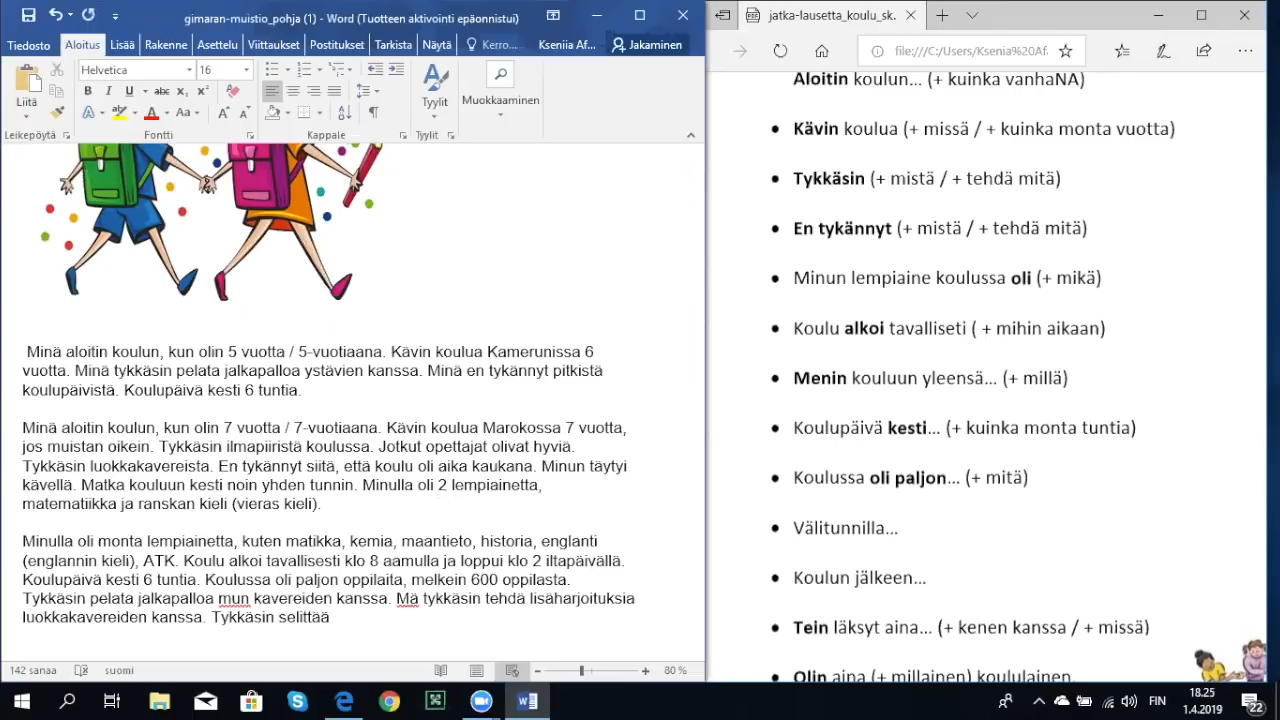 gimaran-muistio_pohja (1) - Word (Tuotteen aktivointi epäonnistui)
Tiedosto Aloitus Lisää Rakenne Asettelu Viittaukset Postitukset Tarkista Näytä Kerro... Kseniia Af... Jakaminen
Helvetica 16
Liitä
Tyylit
Muokkaaminen
Leikepöytä Fontti Kappale Tyylit
Minä aloitin koulun, kun olin 5 vuotta / 5-vuotiaana. Kävin koulua Kamerunissa 6
vuotta. Minä tykkäsin pelata jalkapalloa ystävien kanssa. Minä en tykännyt pitkistä
koulupäivistä. Koulupäivä kesti 6 tuntia.
Minä aloitin koulun, kun olin 7 vuotta / 7-vuotiaana. Kävin koulua Marokossa 7 vuotta,
jos muistan oikein. Tykkäsin ilmapiiristä koulussa. Jotkut opettajat olivat hyviä.
Tykkäsin luokkakavereista. En tykännyt siitä, että koulu oli aika kaukana. Minun täytyi
kävellä. Matka kouluun kesti noin yhden tunnin. Minulla oli 2 lempiainetta,
matematiikka ja ranskan kieli (vieras kieli).
Minulla oli monta lempiainetta, kuten matikka, kemia, maantieto, historia, englanti
(englannin kieli), ATK. Koulu alkoi tavallisesti klo 8 aamulla ja loppui klo 2 iltapäivällä.
Koulupäivä kesti 6 tuntia. Koulussa oli paljon oppilaita, melkein 600 oppilasta.
Tykkäsin pelata jalkapalloa mun kavereiden kanssa. Mä tykkäsin tehdä lisäharjoituksia
luokkakavereiden kanssa. Tykkäsin selittää
142 sanaa suomi 80 %
jatka-lausetta_koulu_sk.
file:///C:/Users/Ksenia%20Af
Aloitin koulun... (+ kuinka vanhaNA)
• Kävin koulua (+ missä / + kuinka monta vuotta)
• Tykkäsin (+ mistä / + tehdä mitä)
• En tykännyt (+ mistä / + tehdä mitä)
• Minun lempiaine koulussa oli (+ mikä)
• Koulu alkoi tavalliseti ( + mihin aikaan)
• Menin kouluun yleensä... (+ millä)
• Koulupäivä kesti... (+ kuinka monta tuntia)
• Koulussa oli paljon... (+ mitä)
• Välitunnilla...
• Koulun jälkeen...
• Tein läksyt aina... (+ kenen kanssa / + missä)
• Olin aina (+ millainen) koululainen.
FIN 18.25
1.4.2019 22